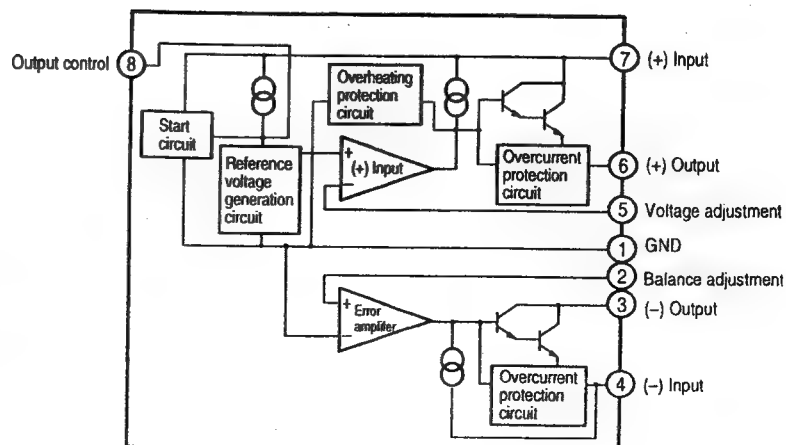 Output control 8
7 (+) Input
Overheating
protection
circuit
Start
circuit
Reference
voltage
generation
circuit
+
(+) Input
−
Overcurrent
protection
circuit
6 (+) Output
5 Voltage adjustment
1 GND
2 Balance adjustment
3 (−) Output
+
Error
amplifer
−
Overcurrent
protection
circuit
4 (−) Input